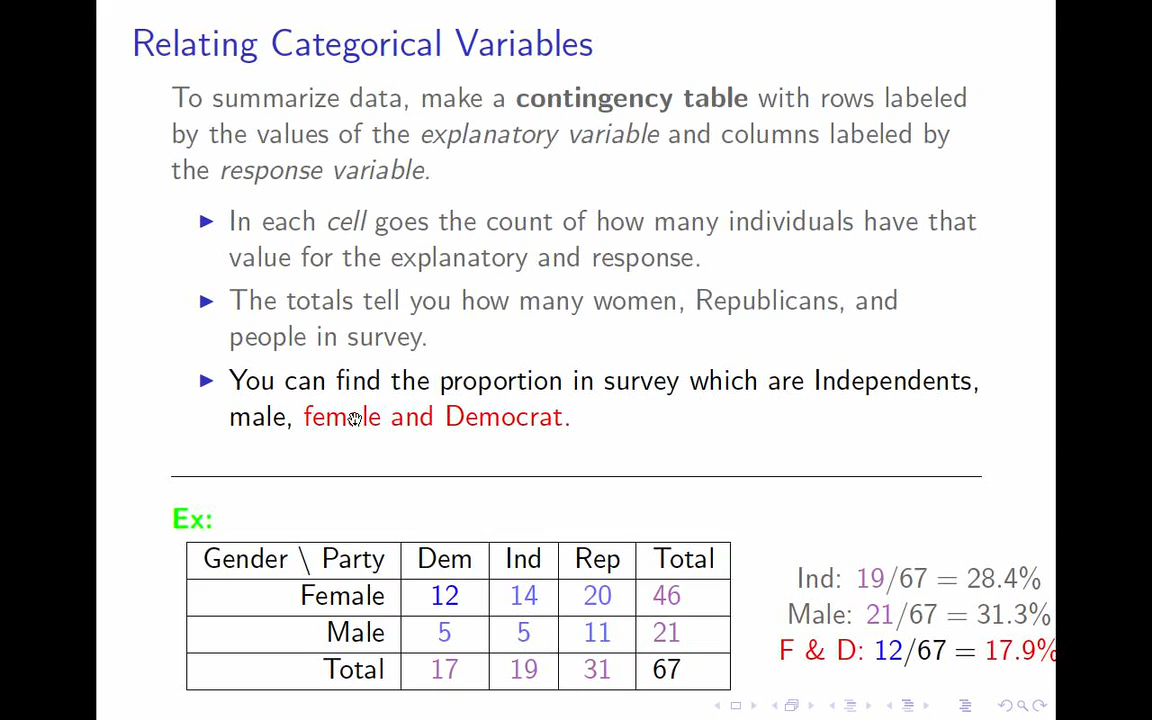 Relating Categorical Variables
To summarize data, make a contingency table with rows labeled
by the values of the explanatory variable and columns labeled by
the response variable.
In each cell goes the count of how many individuals have that
value for the explanatory and response.
The totals tell you how many women, Republicans, and
people in survey.
You can find the proportion in survey which are Independents,
male, female and Democrat.
Ex:
Gender \ Party Dem Ind Rep Total
Female 12 14 20 46
Male 5 5 11 21
Total 17 19 31 67
Ind: 19/67 = 28.4%
Male: 21/67 = 31.3%
F & D: 12/67 = 17.9%